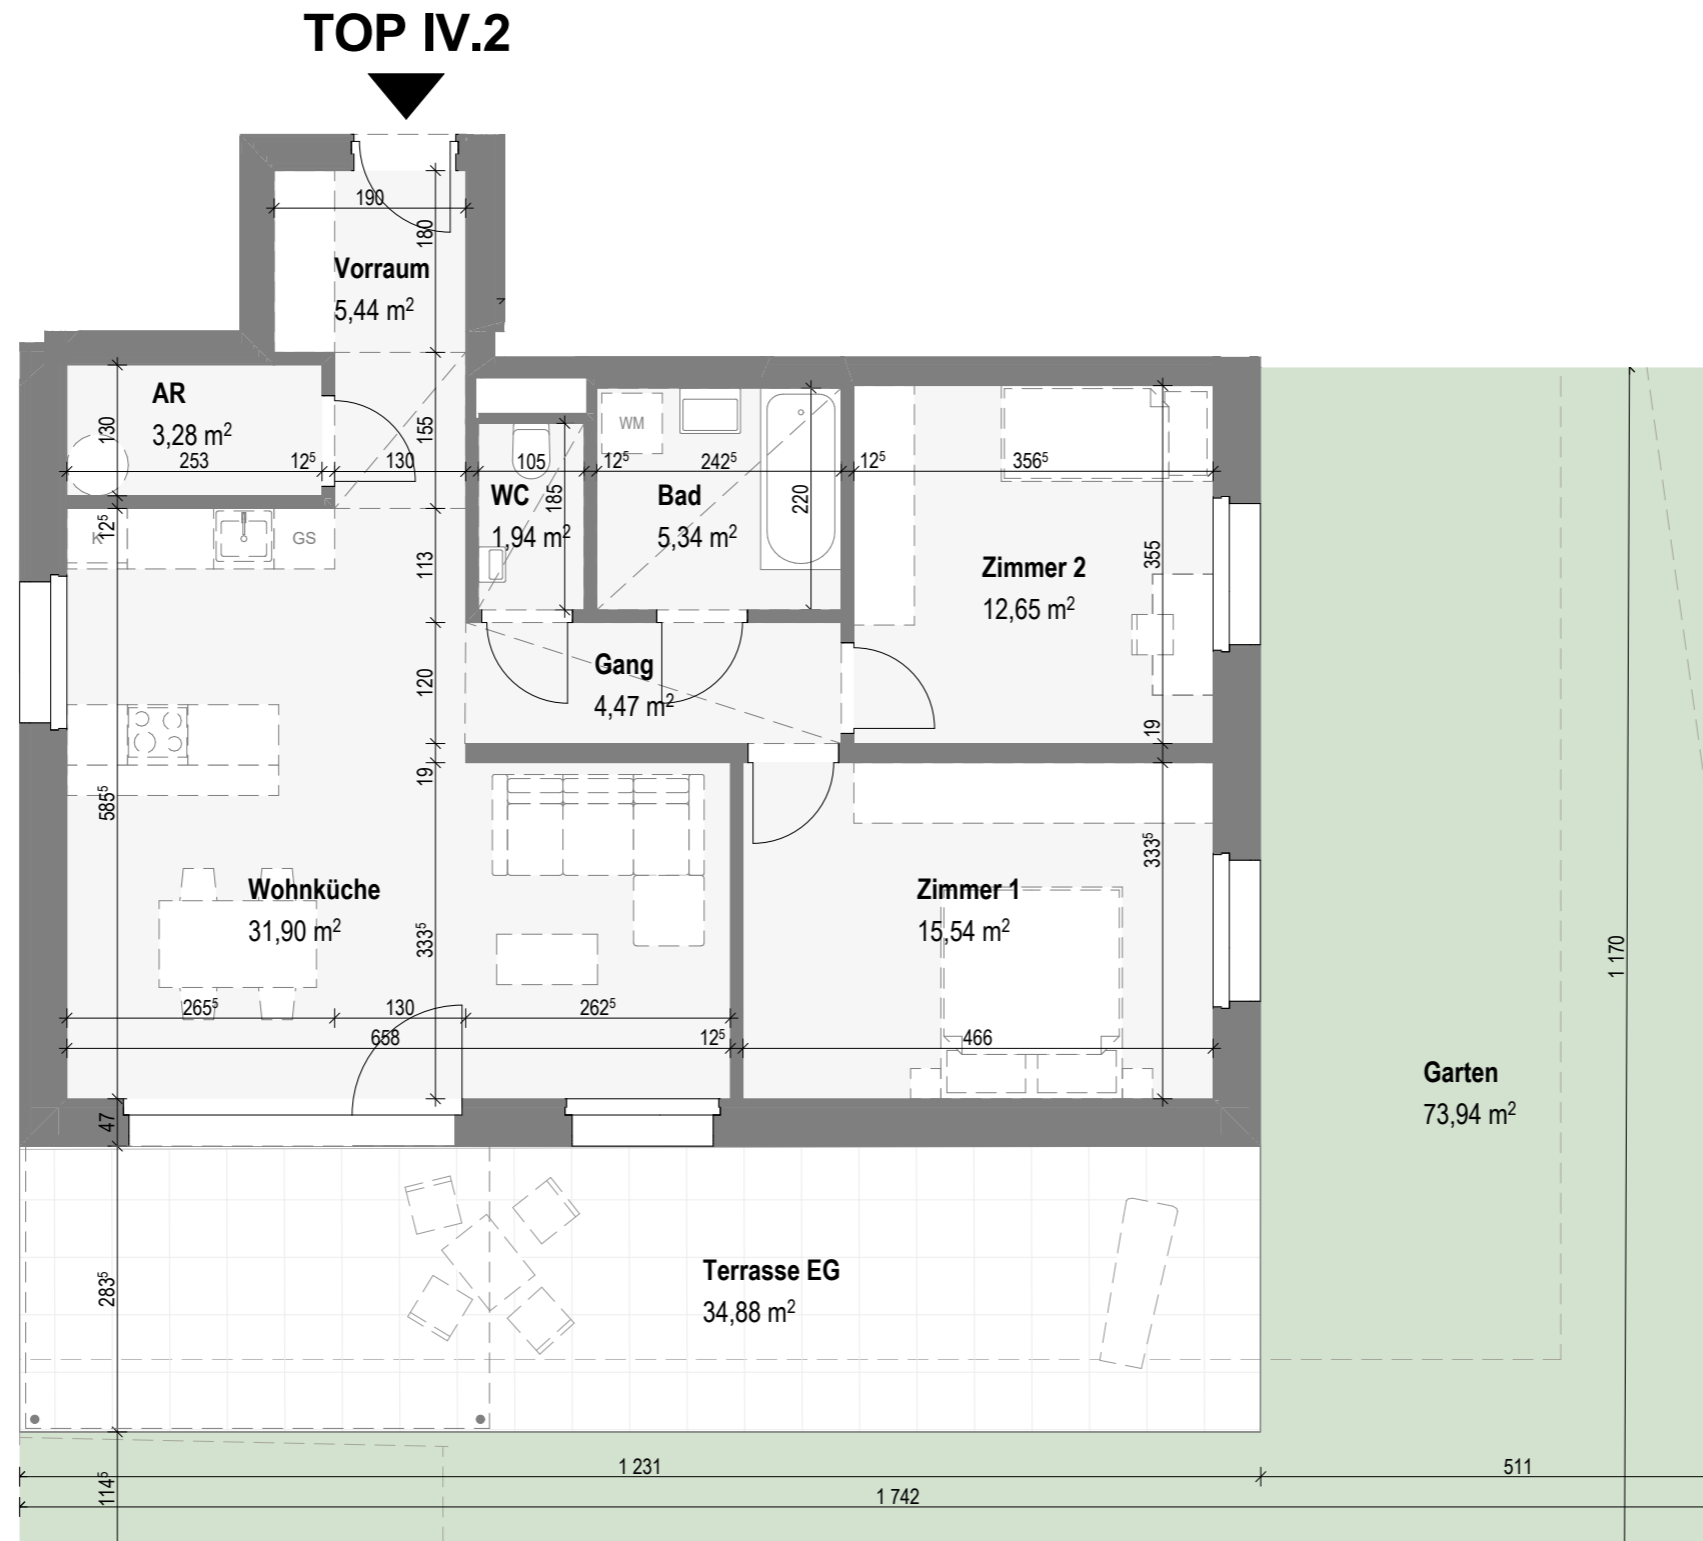 TOP IV.2
190
180
Vorraum
5,44 m²
AR
3,28 m²
130
253
12⁵
130
155
105
12⁵
242⁵
12⁵
356⁵
WM
WC
1,94 m²
185
Bad
5,34 m²
220
Zimmer 2
12,65 m²
355
12⁵
K
GS
113
Gang
4,47 m²
120
19
19
585⁵
Wohnküche
31,90 m²
333⁵
Zimmer 1
15,54 m²
333⁵
265⁵
130
262⁵
658
12⁵
466
1 170
Garten
73,94 m²
47
Terrasse EG
34,88 m²
283⁵
114⁵
1 231
511
1 742